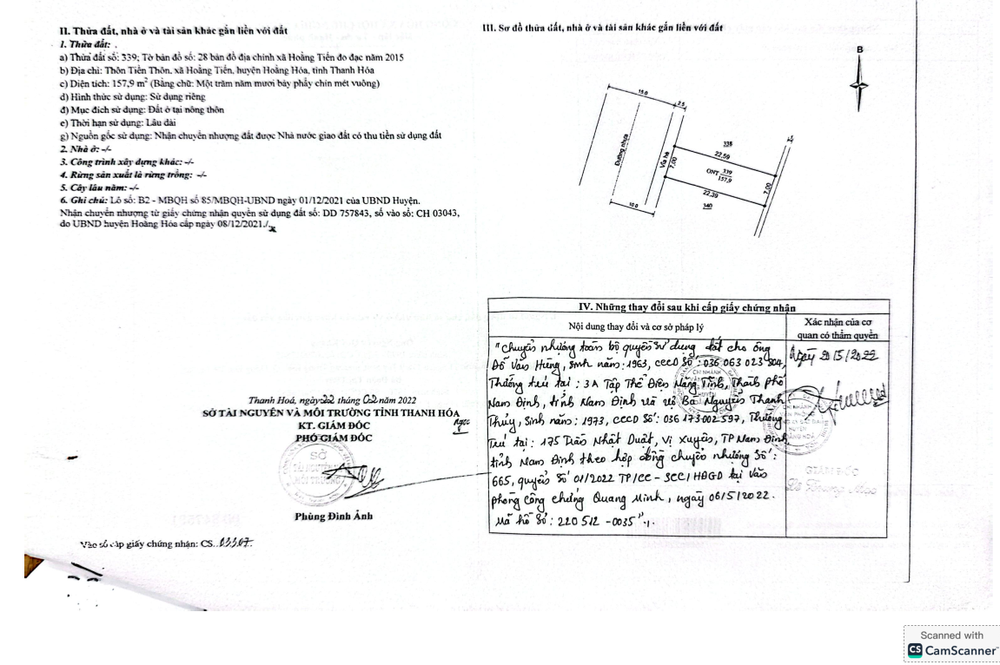 II. Thửa đất, nhà ở và tài sản khác gắn liền với đất
1. Thửa đất:
a) Thửa đất số: 339; Tờ bản đồ số: 28 bản đồ địa chính xã Hoằng Tiến đo đạc năm 2015
b) Địa chỉ: Thôn Tiền Thôn, xã Hoằng Tiến, huyện Hoằng Hóa, tỉnh Thanh Hóa
c) Diện tích: 157,9 m² (Bằng chữ: Một trăm năm mươi bảy phẩy chín mét vuông)
d) Hình thức sử dụng: Sử dụng riêng
đ) Mục đích sử dụng: Đất ở tại nông thôn
e) Thời hạn sử dụng: Lâu dài
g) Nguồn gốc sử dụng: Nhận chuyển nhượng đất được Nhà nước giao đất có thu tiền sử dụng đất
2. Nhà ở: -/-
3. Công trình xây dựng khác: -/-
4. Rừng sản xuất là rừng trồng: -/-
5. Cây lâu năm: -/-
6. Ghi chú: Lô số: B2 - MBQH số 85/MBQH-UBND ngày 01/12/2021 của UBND Huyện.
Nhận chuyển nhượng từ giấy chứng nhận quyền sử dụng đất số: DD 757843, số vào sổ: CH 03043,
do UBND huyện Hoằng Hóa cấp ngày 08/12/2021./.
Thanh Hoá, ngày 22 tháng 02 năm 2022
SỞ TÀI NGUYÊN VÀ MÔI TRƯỜNG TỈNH THANH HÓA
KT. GIÁM ĐỐC
PHÓ GIÁM ĐỐC
Ngọc
SỞ
TÀI NGUYÊN
MÔI TRƯỜNG
Phùng Đình Ảnh
Vào sổ cấp giấy chứng nhận: CS..03307.
III. Sơ đồ thửa đất, nhà ở và tài sản khác gắn liền với đất
B
15.0
2.5
Đường nhựa
Vỉa hè
7,00
338
22,59
ONT 339
157,9
7,00
22,39
340
10.0
IV. Những thay đổi sau khi cấp giấy chứng nhận
Nội dung thay đổi và cơ sở pháp lý
Xác nhận của cơ
quan có thẩm quyền
"Chuyển nhượng toàn bộ quyền sử dụng đất cho ông
Đỗ Văn Hưng, sinh năm: 1963, CCCD số: 036 063 023 804,
Thường trú tại: 3A Tập Thể Điện Năng Tĩnh, Thành phố
Nam Định, tỉnh Nam Định và vợ Bà Nguyễn Thanh
Thủy, Sinh năm: 1973, CCCD Số: 036 173 002 597, Thường
Trú tại: 175 Trần Nhật Duật, Vị Xuyên, TP Nam Định,
tỉnh Nam Định theo hợp đồng chuyển nhượng Số:
665, quyển số 01/2022 TP/CC - SCC/HĐGD tại Văn
phòng công chứng Quang Minh, ngày 06/5/2022.
Mã hồ Số: 220 512 - 0035"./.
Ngày 20/5/2022
CHI NHÁNH
GIÁM ĐỐC
Scanned with
CS CamScanner